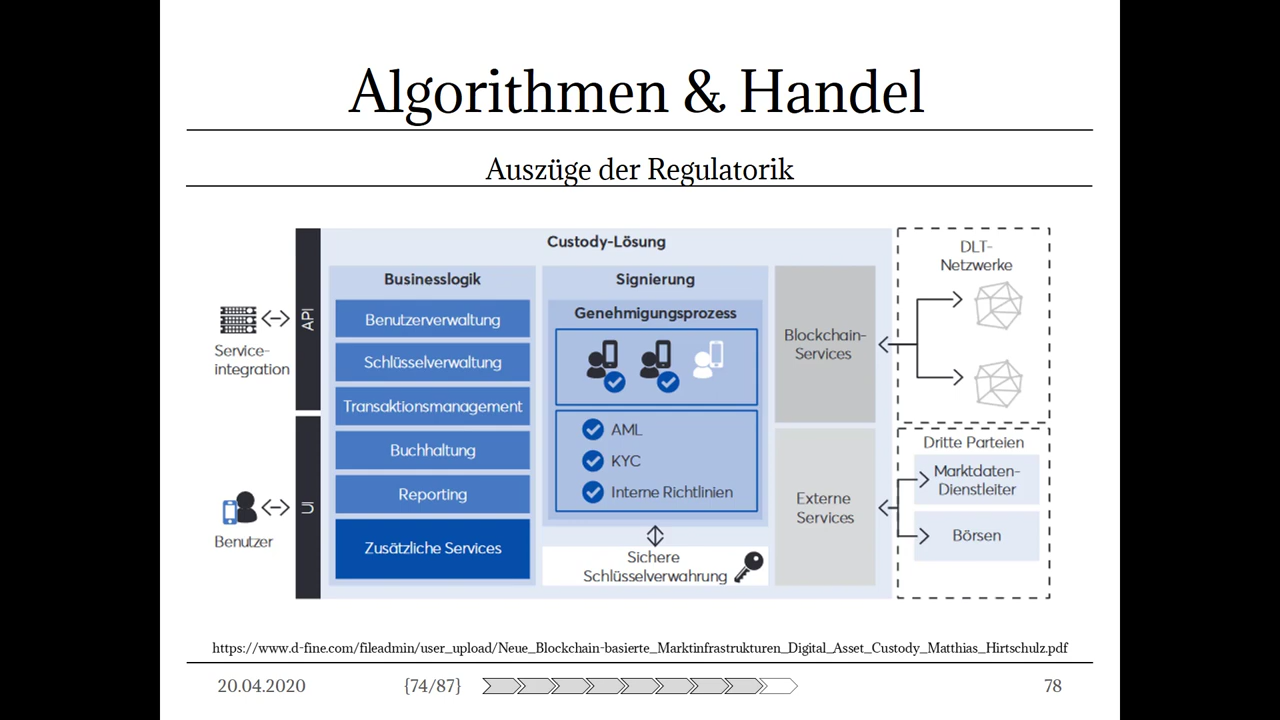 Algorithmen & Handel
Auszüge der Regulatorik
Custody-Lösung
API
Service-
integration
UI
Benutzer
Businesslogik
Benutzerverwaltung
Schlüsselverwaltung
Transaktionsmanagement
Buchhaltung
Reporting
Zusätzliche Services
Signierung
Genehmigungsprozess
AML
KYC
Interne Richtlinien
Sichere
Schlüsselverwahrung
Blockchain-
Services
Externe
Services
DLT-
Netzwerke
Dritte Parteien
Marktdaten-
Dienstleiter
Börsen
https://www.d-fine.com/fileadmin/user_upload/Neue_Blockchain-basierte_Marktinfrastrukturen_Digital_Asset_Custody_Matthias_Hirtschulz.pdf
20.04.2020
{74/87}
78